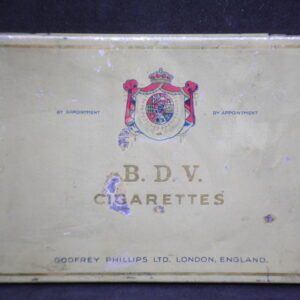 BY APPOINTMENT BY APPOINTMENT
B. D. V.
CIGARETTES
GODFREY PHILLIPS LTD. LONDON, ENGLAND.